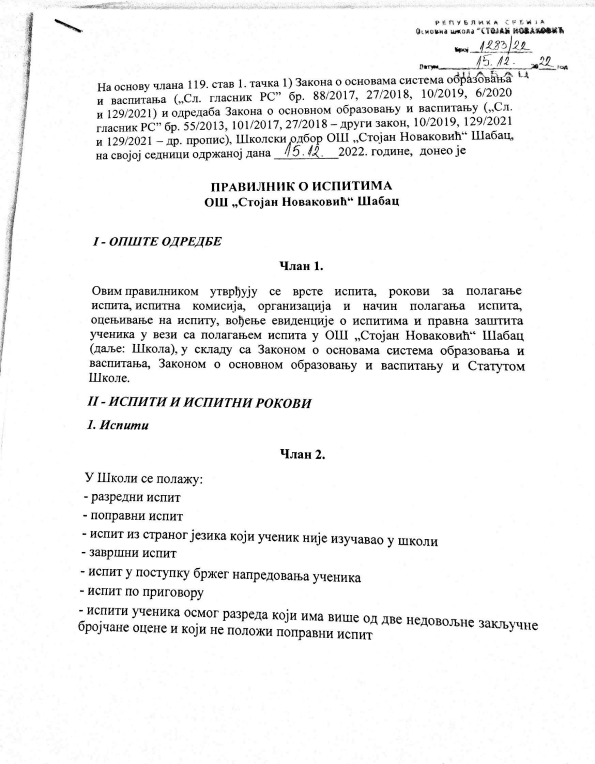 РЕПУБЛИКА СРБИЈА
Основна школа "СТОЈАН НОВАКОВИЋ"
Број 1283/22
Датум 15.12. 2022 год
ШАБАЦ
На основу члана 119. став 1. тачка 1) Закона о основама система образовања
и васпитања („Сл. гласник РС” бр. 88/2017, 27/2018, 10/2019, 6/2020
и 129/2021) и одредаба Закона о основном образовању и васпитању („Сл.
гласник РС” бр. 55/2013, 101/2017, 27/2018 – други закон, 10/2019, 129/2021
и 129/2021 – др. пропис), Школски одбор ОШ „Стојан Новаковић“ Шабац,
на својој седници одржаној дана 15.12. 2022. године, донео је
ПРАВИЛНИК О ИСПИТИМА
ОШ „Стојан Новаковић“ Шабац
I - ОПШТЕ ОДРЕДБЕ
Члан 1.
Овим правилником утврђују се врсте испита, рокови за полагање
испита, испитна комисија, организација и начин полагања испита,
оцењивање на испиту, вођење евиденције о испитима и правна заштита
ученика у вези са полагањем испита у ОШ „Стојан Новаковић“ Шабац
(даље: Школа), у складу са Законом о основама система образовања и
васпитања, Законом о основном образовању и васпитању и Статутом
Школе.
II - ИСПИТИ И ИСПИТНИ РОКОВИ
1. Испити
Члан 2.
У Школи се полажу:
- разредни испит
- поправни испит
- испит из страног језика који ученик није изучавао у школи
- завршни испит
- испит у поступку бржег напредовања ученика
- испит по приговору
- испити ученика осмог разреда који има више од две недовољне закључне
бројчане оцене и који не положи поправни испит